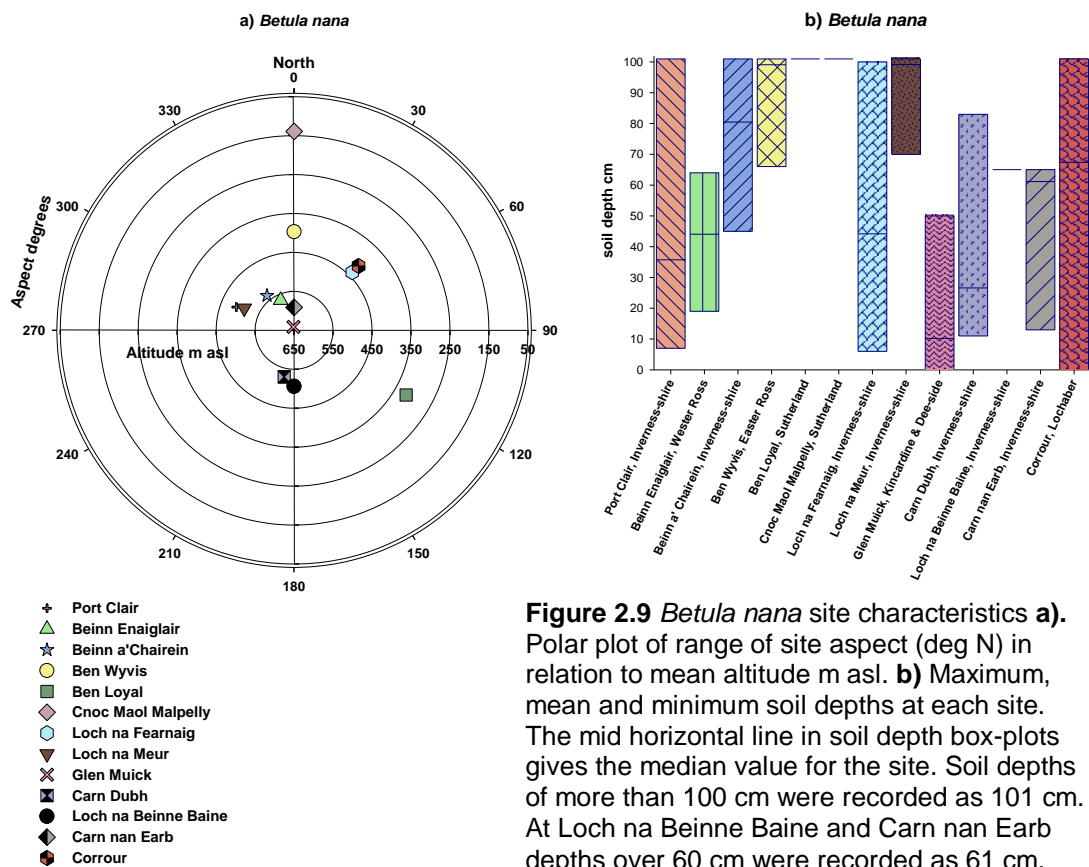 a) Betula nana
North
0
330
30
300
60
Aspect degrees
270
90
Altitude m asl
650 550 450 350 250 150 50
240
120
210
150
180
Port Clair
Beinn Enaiglair
Beinn a'Chairein
Ben Wyvis
Ben Loyal
Cnoc Maol Malpelly
Loch na Fearnaig
Loch na Meur
Glen Muick
Carn Dubh
Loch na Beinne Baine
Carn nan Earb
Corrour
b) Betula nana
soil depth cm
100
90
80
70
60
50
40
30
20
10
0
Port Clair, Inverness-shire
Beinn Enaiglair, Wester Ross
Beinn a' Chairein, Inverness-shire
Ben Wyvis, Easter Ross
Ben Loyal, Sutherland
Cnoc Maol Malpelly, Sutherland
Loch na Fearnaig, Inverness-shire
Loch na Meur, Inverness-shire
Glen Muick, Kincardine & Dee-side
Carn Dubh, Inverness-shire
Loch na Beinne Baine, Inverness-shire
Carn nan Earb, Inverness-shire
Corrour, Lochaber
Figure 2.9 Betula nana site characteristics a).
Polar plot of range of site aspect (deg N) in
relation to mean altitude m asl. b) Maximum,
mean and minimum soil depths at each site.
The mid horizontal line in soil depth box-plots
gives the median value for the site. Soil depths
of more than 100 cm were recorded as 101 cm.
At Loch na Beinne Baine and Carn nan Earb
depths over 60 cm were recorded as 61 cm.